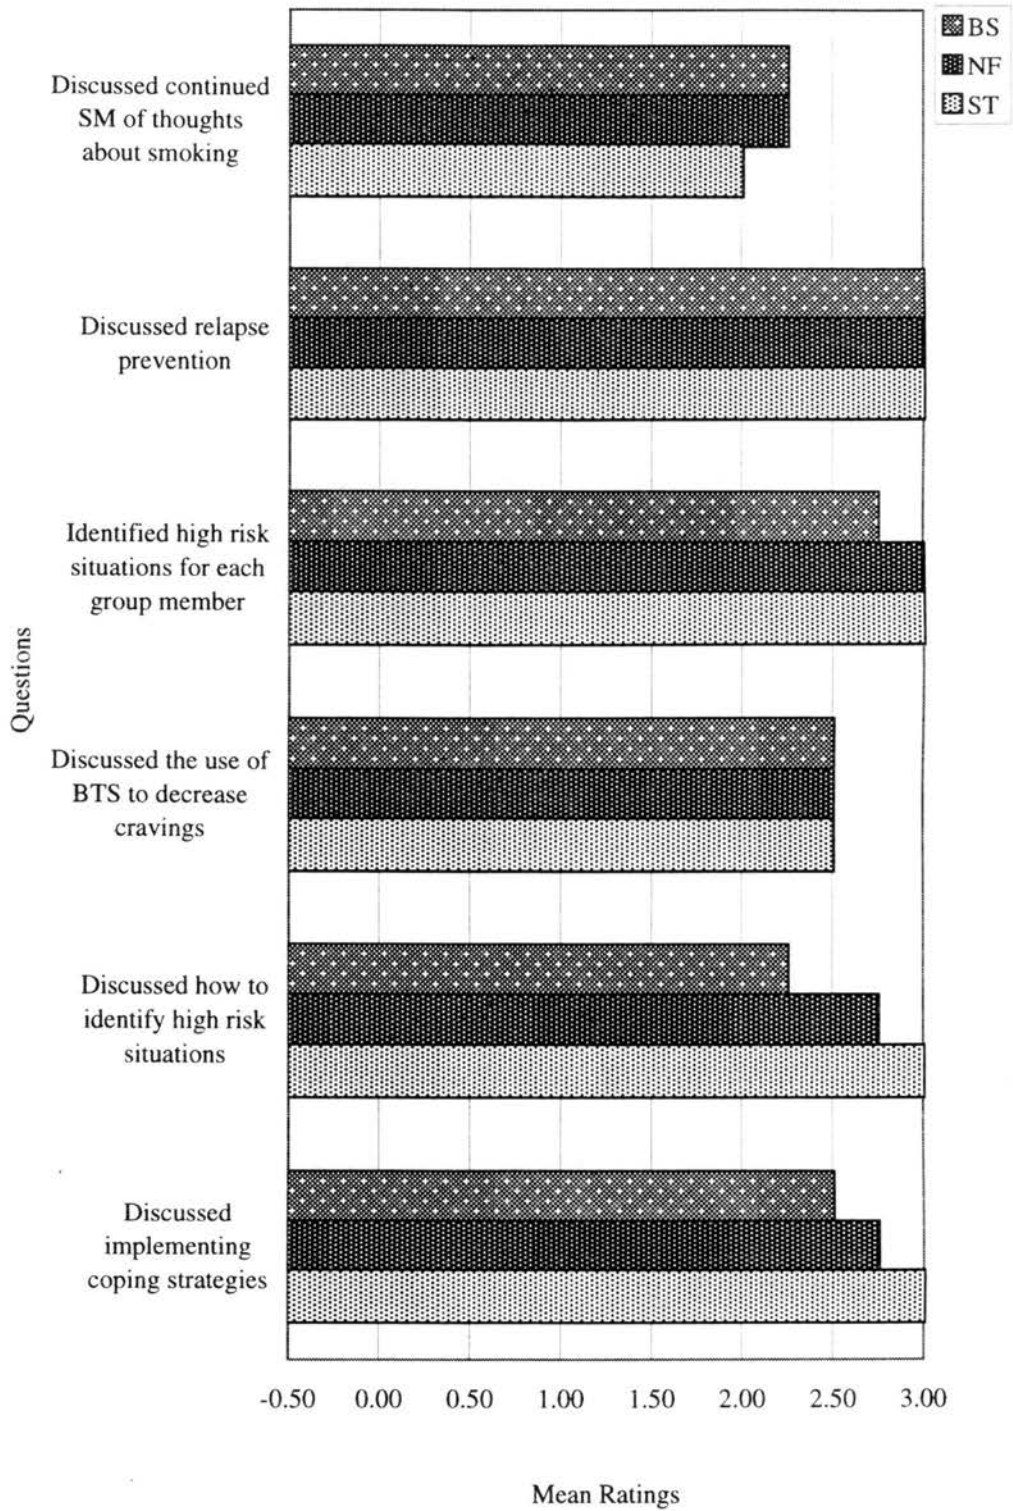 BS
NF
ST
Discussed continued
SM of thoughts
about smoking
Discussed relapse
prevention
Identified high risk
situations for each
group member
Questions
Discussed the use of
BTS to decrease
cravings
Discussed how to
identify high risk
situations
Discussed
implementing
coping strategies
-0.50 0.00 0.50 1.00 1.50 2.00 2.50 3.00
Mean Ratings